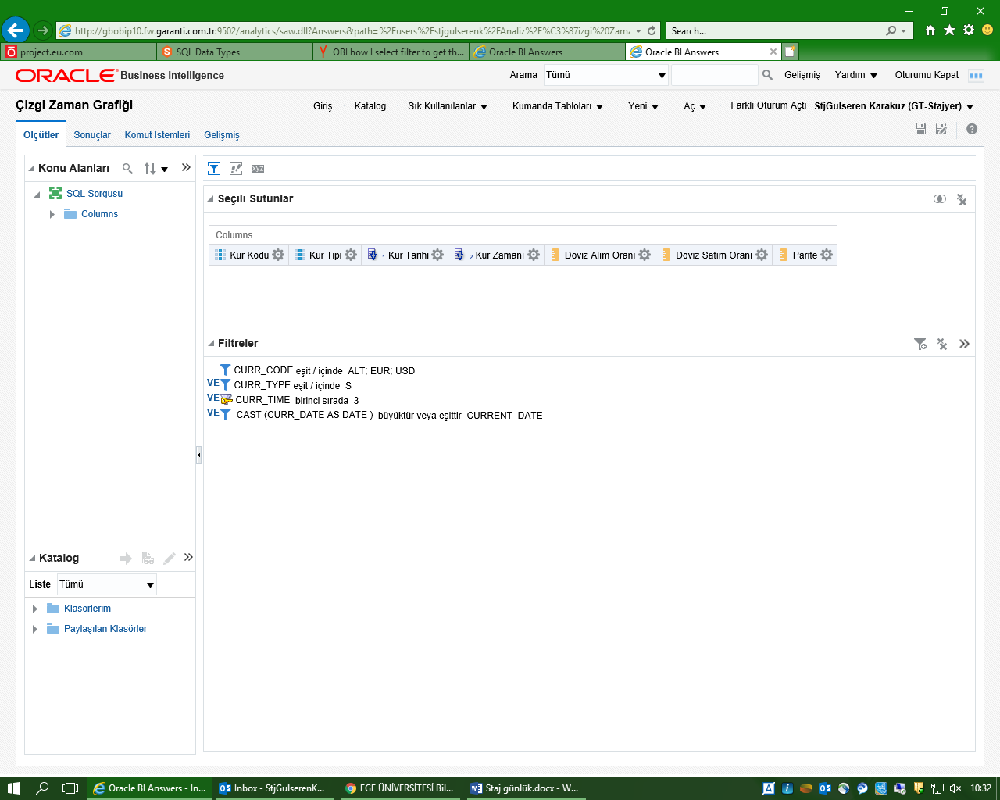 http://gbobip10.fw.garanti.com.tr:9502/analytics/saw.dll?Answers&path=%2Fusers%2Fstjgulserenk%2FAnaliz%2F%C3%87izgi%20Zama
Search...
project.eu.com
SQL Data Types
OBI how I select filter to get th...
Oracle BI Answers
Oracle BI Answers
ORACLE Business Intelligence
Arama Tümü Gelişmiş Yardım Oturumu Kapat
Çizgi Zaman Grafiği
Giriş Katalog Sık Kullanılanlar Kumanda Tabloları Yeni Aç Farklı Oturum Açtı StjGulseren Karakuz (GT-Stajyer)
Ölçütler Sonuçlar Komut İstemleri Gelişmiş
Konu Alanları
SQL Sorgusu
Columns
xyz
Seçili Sütunlar
Columns
Kur Kodu Kur Tipi 1 Kur Tarihi 2 Kur Zamanı Döviz Alım Oranı Döviz Satım Oranı Parite
Filtreler
CURR_CODE eşit / içinde ALT; EUR; USD
VE CURR_TYPE eşit / içinde S
VE CURR_TIME birinci sırada 3
VE CAST (CURR_DATE AS DATE ) büyüktür veya eşittir CURRENT_DATE
Katalog
Liste Tümü
Klasörlerim
Paylaşılan Klasörler
Oracle BI Answers - In...
Inbox - StjGulserenK...
EGE ÜNİVERSİTESİ Bil...
Staj günlük.docx - W...
10:32